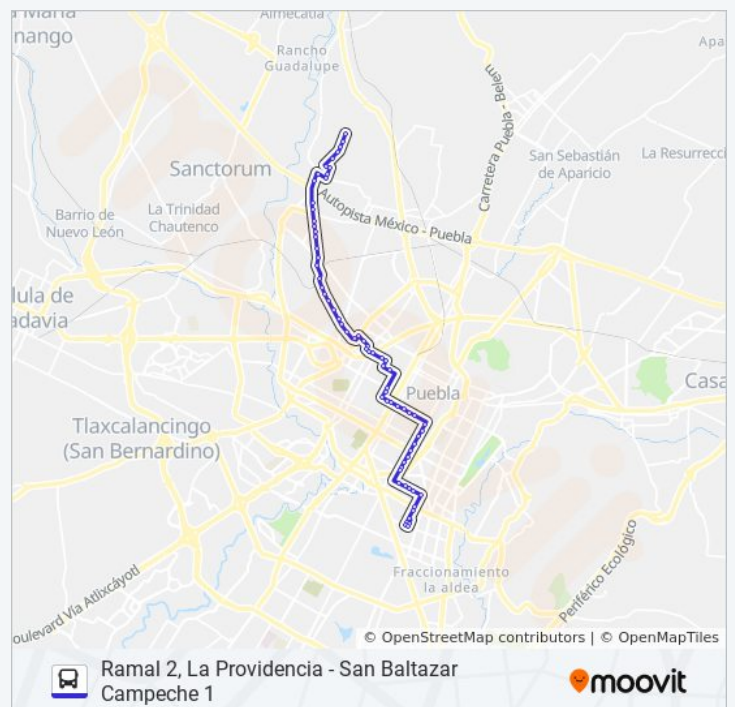 nango
Almecatla
Rancho
Guadalupe
Apa
Carretera Puebla - Belem
Sanctorum
San Sebastián
de Aparicio
La Resurrecci
Barrio de
Nuevo León
La Trinidad
Chautenco
Autopista México - Puebla
lula de
adavia
Puebla
Casa
Tlaxcalancingo
(San Bernardino)
Fraccionamiento
la aldea
Periférico Ecológico
oulevard Vía Atlixcáyotl
© OpenStreetMap contributors | © OpenMapTiles
Ramal 2, La Providencia - San Baltazar
Campeche 1
moovit